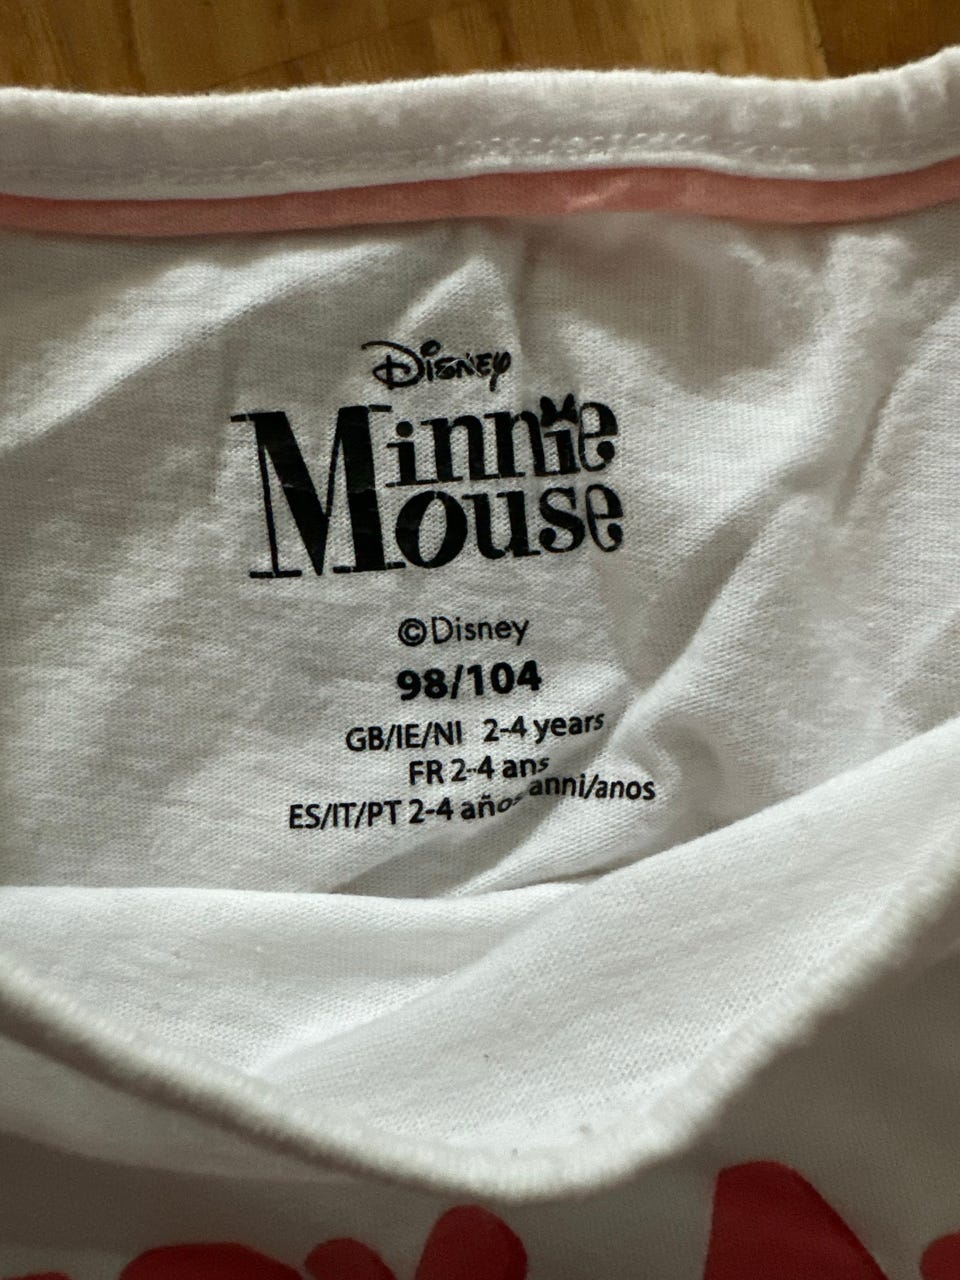 Disney
Minnie
Mouse
©Disney
98/104
GB/IE/NI 2-4 years
FR 2-4 ans
ES/IT/PT 2-4 años anni/anos